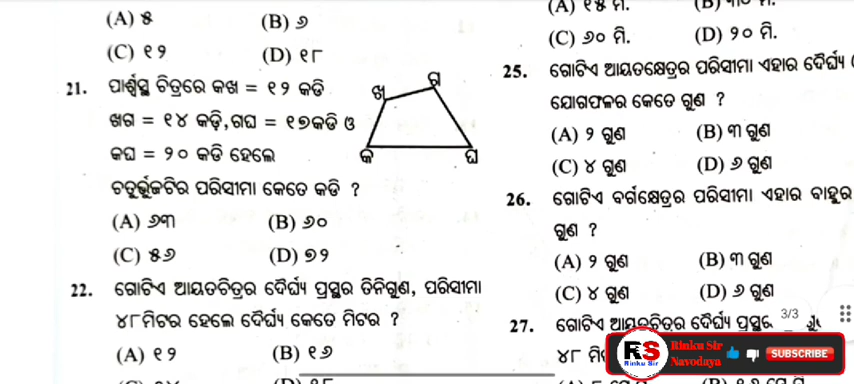 (A) ୫ (B) ୬
(C) ୧୨ (D) ୧୮
21. ପାର୍ଶ୍ୱସ୍ଥ ଚିତ୍ରରେ କଖ = ୧୨ କଡି
ଖଗ = ୧୪ କଡ଼ି, ଗଘ = ୧୭କଡି ଓ
କଘ = ୨୦ କଡି ହେଲେ
ଚତୁର୍ଭୁଜଟିର ପରିସୀମା କେତେ କଡି ?
ଖ ଗ
କ ଘ
(A) ୬୩ (B) ୬୦
(C) ୫୬ (D) ୭୨
22. ଗୋଟିଏ ଆୟତଚିତ୍ରର ଦୈର୍ଘ୍ୟ ପ୍ରସ୍ଥର ତିନିଗୁଣ, ପରିସୀମା
୪୮ମିଟର ହେଲେ ଦୈର୍ଘ୍ୟ କେତେ ମିଟର ?
(A) ୧୨ (B) ୧୬
(A) ୧୫ ମି. (B)
(C) ୬୦ ମି. (D) ୨୦ ମି.
25. ଗୋଟିଏ ଆୟତକ୍ଷେତ୍ରର ପରିସୀମା ଏହାର ଦୈର୍ଘ୍ୟ
ଯୋଗଫଳର କେତେ ଗୁଣ ?
(A) ୨ ଗୁଣ (B) ୩ ଗୁଣ
(C) ୪ ଗୁଣ (D) ୬ ଗୁଣ
26. ଗୋଟିଏ ବର୍ଗକ୍ଷେତ୍ରର ପରିସୀମା ଏହାର ବାହୁର
ଗୁଣ ?
(A) ୨ ଗୁଣ (B) ୩ ଗୁଣ
(C) ୪ ଗୁଣ (D) ୬ ଗୁଣ
27. ଗୋଟିଏ ଆୟତଚିତ୍ରର ଦୈର୍ଘ୍ୟ ପ୍ରସ୍ଥର
୪୮ ମି
3/3
RS
Rinku Sir
Rinku Sir
Navodaya
SUBSCRIBE